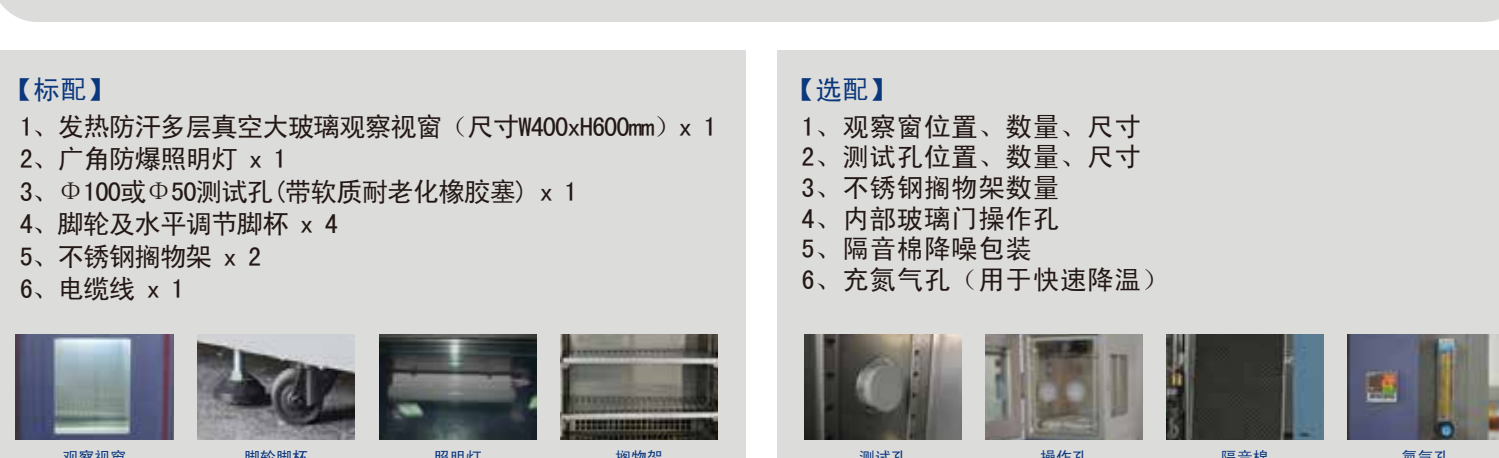 【标配】
1、发热防汗多层真空大玻璃观察视窗（尺寸W400xH600mm）x 1
2、广角防爆照明灯 x 1
3、Φ100或Φ50测试孔(带软质耐老化橡胶塞) x 1
4、脚轮及水平调节脚杯 x 4
5、不锈钢搁物架 x 2
6、电缆线 x 1
观察视窗
脚轮脚杯
照明灯
搁物架
【选配】
1、观察窗位置、数量、尺寸
2、测试孔位置、数量、尺寸
3、不锈钢搁物架数量
4、内部玻璃门操作孔
5、隔音棉降噪包装
6、充氮气孔（用于快速降温）
测试孔
操作孔
隔音棉
氮气孔